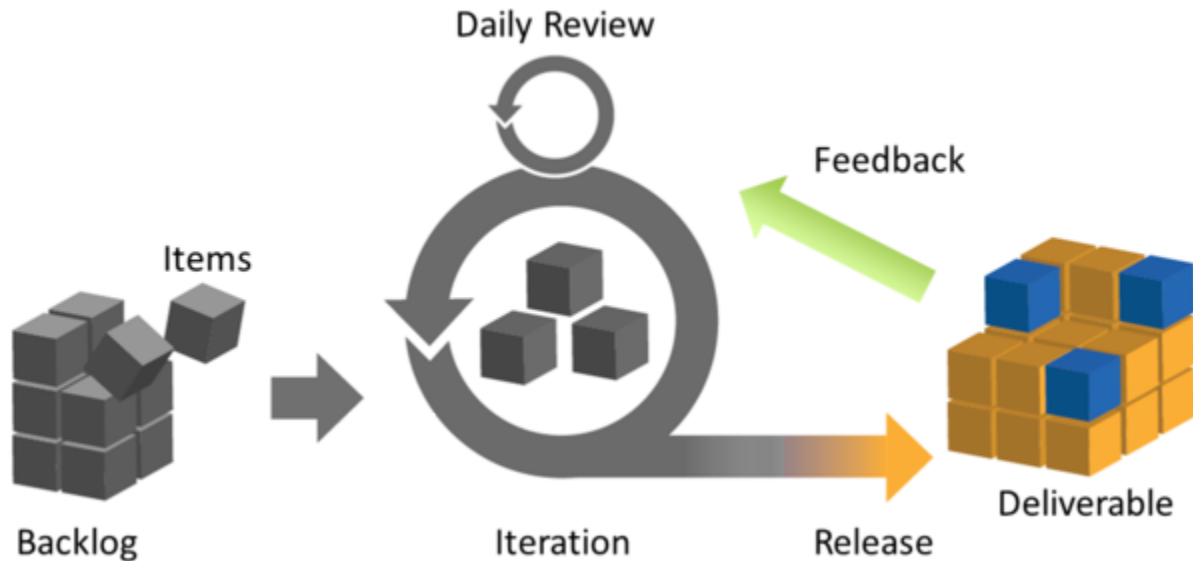 Daily Review
Feedback
Items
Deliverable
Backlog
Iteration
Release